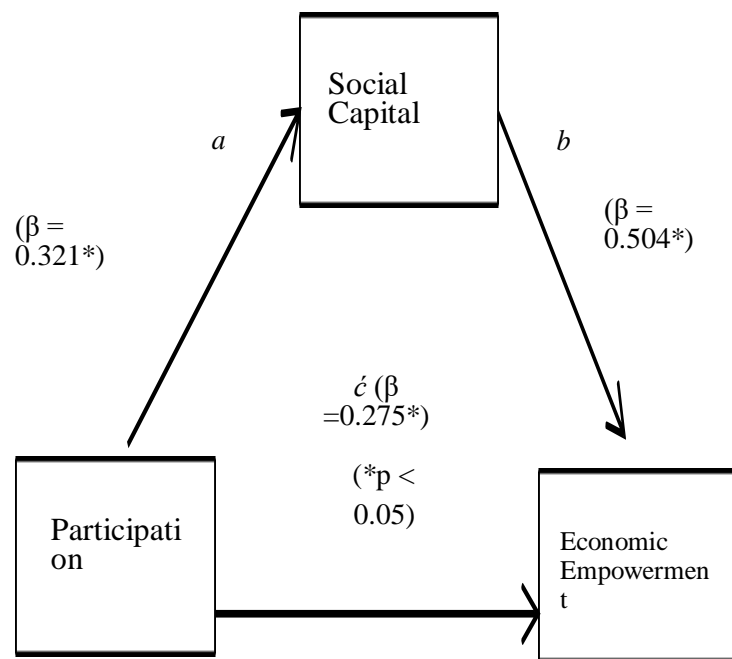 Social
Capital
a
b
(β =
0.321*)
(β =
0.504*)
ć (β
=0.275*)
(*p <
0.05)
Participati
on
Economic
Empowermen
t